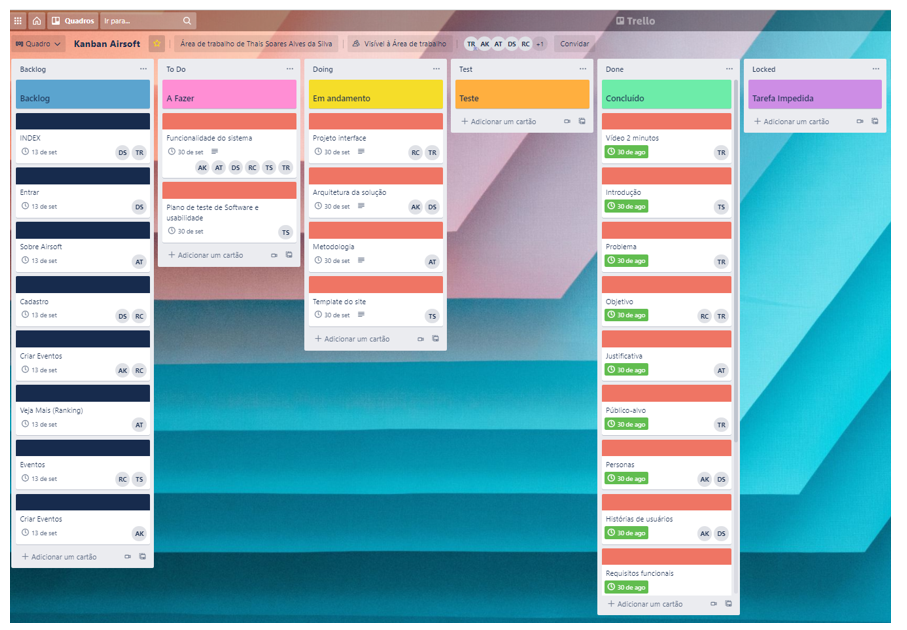 Quadros
Ir para...
Trello
Quadro
Kanban Airsoft
Área de trabalho de Thais Soares Alves da Silva
Visível à Área de trabalho
TR AK AT DS RC +1
Convidar
Backlog
Backlog
INDEX
13 de set
DS RC
Entrar
13 de set
DS
Sobre Airsoft
13 de set
AT
Cadastro
13 de set
DS RC
Criar Eventos
13 de set
AK RC
Veja Mais (Ranking)
13 de set
AT
Eventos
13 de set
RC TS
Criar Eventos
13 de set
AK
+ Adicionar um cartão
To Do
A Fazer
Funcionalidade do sistema
30 de set
AK AT DS RC TS TR
Plano de teste de Software e
usabilidade
30 de set
TS
+ Adicionar um cartão
Doing
Em andamento
Projeto interface
30 de set
RC TR
Arquitetura da solução
30 de set
AK DS
Metodologia
30 de set
AT
Template do site
30 de set
TS
+ Adicionar um cartão
Test
Teste
+ Adicionar um cartão
Done
Concluido
Vídeo 2 minutos
30 de ago
TR
Introdução
30 de ago
TS
Problema
30 de ago
TR
Objetivo
30 de ago
RC TR
Justificativa
30 de ago
AT
Público-alvo
30 de ago
TR
Personas
30 de ago
AK DS
Histórias de usuários
30 de ago
AK DS
Requisitos funcionais
30 de ago
+ Adicionar um cartão
Locked
Tarefa Impedida
+ Adicionar um cartão